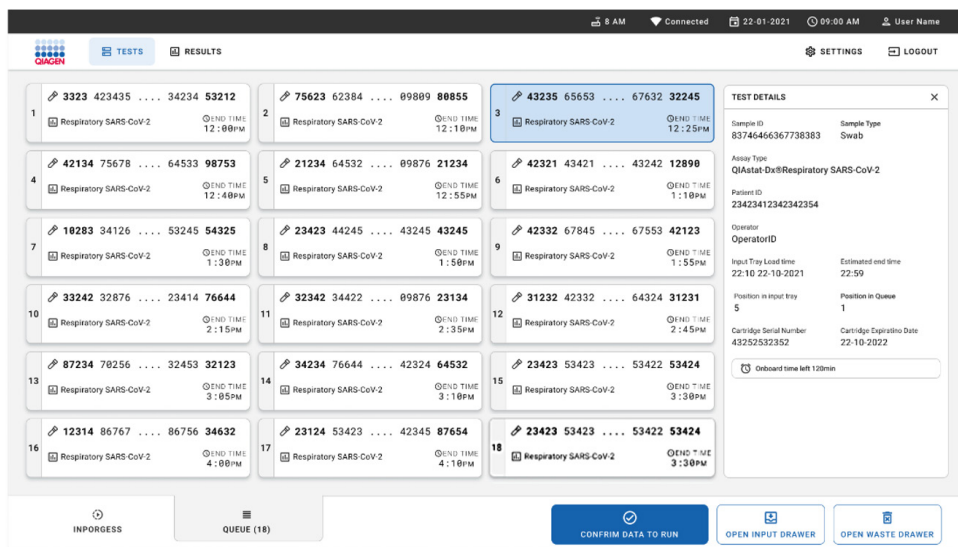 8 AM Connected 22-01-2021 09:00 AM User Name
QIAGEN TESTS RESULTS SETTINGS LOGOUT
1 3323 423435 .... 34234 53212
Respiratory SARS-CoV-2 END TIME
12:00PM
2 75623 62384 .... 09809 80855
Respiratory SARS-CoV-2 END TIME
12:10PM
3 43235 65653 .... 67632 32245
Respiratory SARS-CoV-2 END TIME
12:25PM
4 42134 75678 .... 64533 98753
Respiratory SARS-CoV-2 END TIME
12:40PM
5 21234 64532 .... 09876 21234
Respiratory SARS-CoV-2 END TIME
12:55PM
6 42321 43421 .... 43242 12890
Respiratory SARS-CoV-2 END TIME
1:10PM
7 10283 34126 .... 53245 54325
Respiratory SARS-CoV-2 END TIME
1:30PM
8 23423 44245 .... 43245 43245
Respiratory SARS-CoV-2 END TIME
1:50PM
9 42332 67845 .... 67553 42123
Respiratory SARS-CoV-2 END TIME
1:55PM
10 33242 32876 .... 23414 76644
Respiratory SARS-CoV-2 END TIME
2:15PM
11 32342 34422 .... 09876 23134
Respiratory SARS-CoV-2 END TIME
2:35PM
12 31232 42332 .... 64324 31231
Respiratory SARS-CoV-2 END TIME
2:45PM
13 87234 70256 .... 32453 32123
Respiratory SARS-CoV-2 END TIME
3:05PM
14 34234 76644 .... 42324 64532
Respiratory SARS-CoV-2 END TIME
3:10PM
15 23423 53423 .... 53422 53424
Respiratory SARS-CoV-2 END TIME
3:30PM
16 12314 86767 .... 86756 34632
Respiratory SARS-CoV-2 END TIME
4:00PM
17 23124 53423 .... 42345 87654
Respiratory SARS-CoV-2 END TIME
4:10PM
18 23423 53423 .... 53422 53424
Respiratory SARS-CoV-2 END TIME
3:30PM
TEST DETAILS
Sample ID Sample Type
83746466367738383 Swab
Assay Type
QIAstat-Dx®Respiratory SARS-CoV-2
Patient ID
23423412342342354
Operator
OperatorID
Input Tray Load time Estimated end time
22:10 22-10-2021 22:59
Position in input tray Position in Queue
5 1
Cartridge Serial Number Cartridge Expiratino Date
43252532352 22-10-2022
Onboard time left 120min
INPORGESS QUEUE (18) CONFRIM DATA TO RUN OPEN INPUT DRAWER OPEN WASTE DRAWER